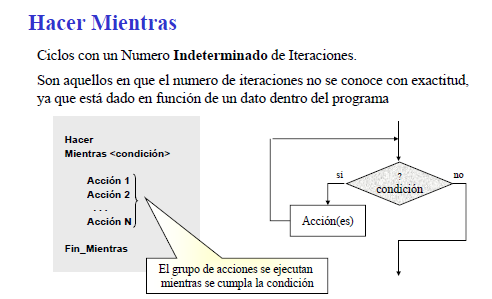 Hacer Mientras
Ciclos con un Numero Indeterminado de Iteraciones.
Son aquellos en que el numero de iteraciones no se conoce con exactitud,
ya que está dado en función de un dato dentro del programa
Hacer
Mientras <condición>
Acción 1
Acción 2
. . .
Acción N
Fin_Mientras
El grupo de acciones se ejecutan
mientras se cumpla la condición
si
?
no
condición
Acción(es)